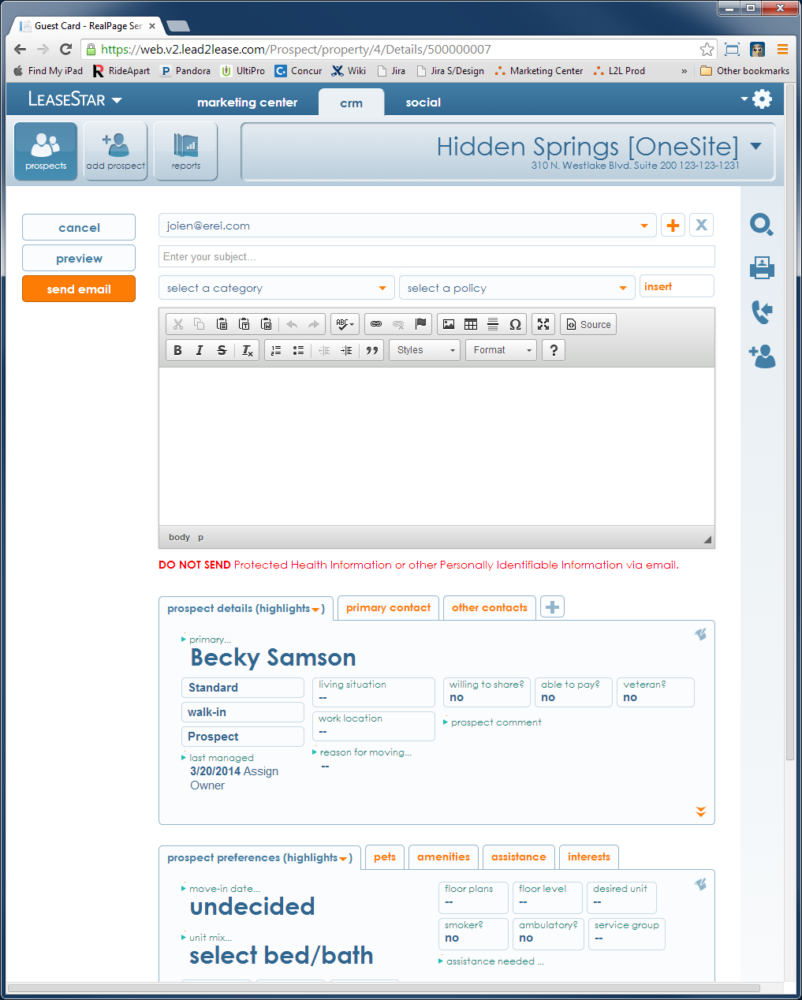 Guest Card - RealPage Ser
https://web.v2.lead2lease.com/Prospect/property/4/Details/500000007
Find My iPad RideApart Pandora UltiPro Concur Wiki Jira Jira S/Design Marketing Center L2L Prod » Other bookmarks
LEASESTAR marketing center crm social
prospects add prospect reports
Hidden Springs [OneSite]
310 N. Westlake Blvd. Suite 200 123-123-1231
cancel
preview
send email
joien@erei.com
X
Enter your subject...
select a category select a policy insert
ABC Ω Source
B I S Ix Styles Format ?
body p
DO NOT SEND Protected Health Information or other Personally Identifiable Information via email.
prospect details (highlights ) primary contact other contacts
primary...
Becky Samson
Standard
walk-in
Prospect
last managed
3/20/2014 Assign
Owner
living situation
--
work location
--
reason for moving...
--
willing to share?
no
able to pay?
no
veteran?
no
prospect comment
prospect preferences (highlights ) pets amenities assistance interests
move-in date...
undecided
unit mix...
select bed/bath
floor plans
--
floor level
--
desired unit
--
smoker?
no
ambulatory?
no
service group
--
assistance needed ...